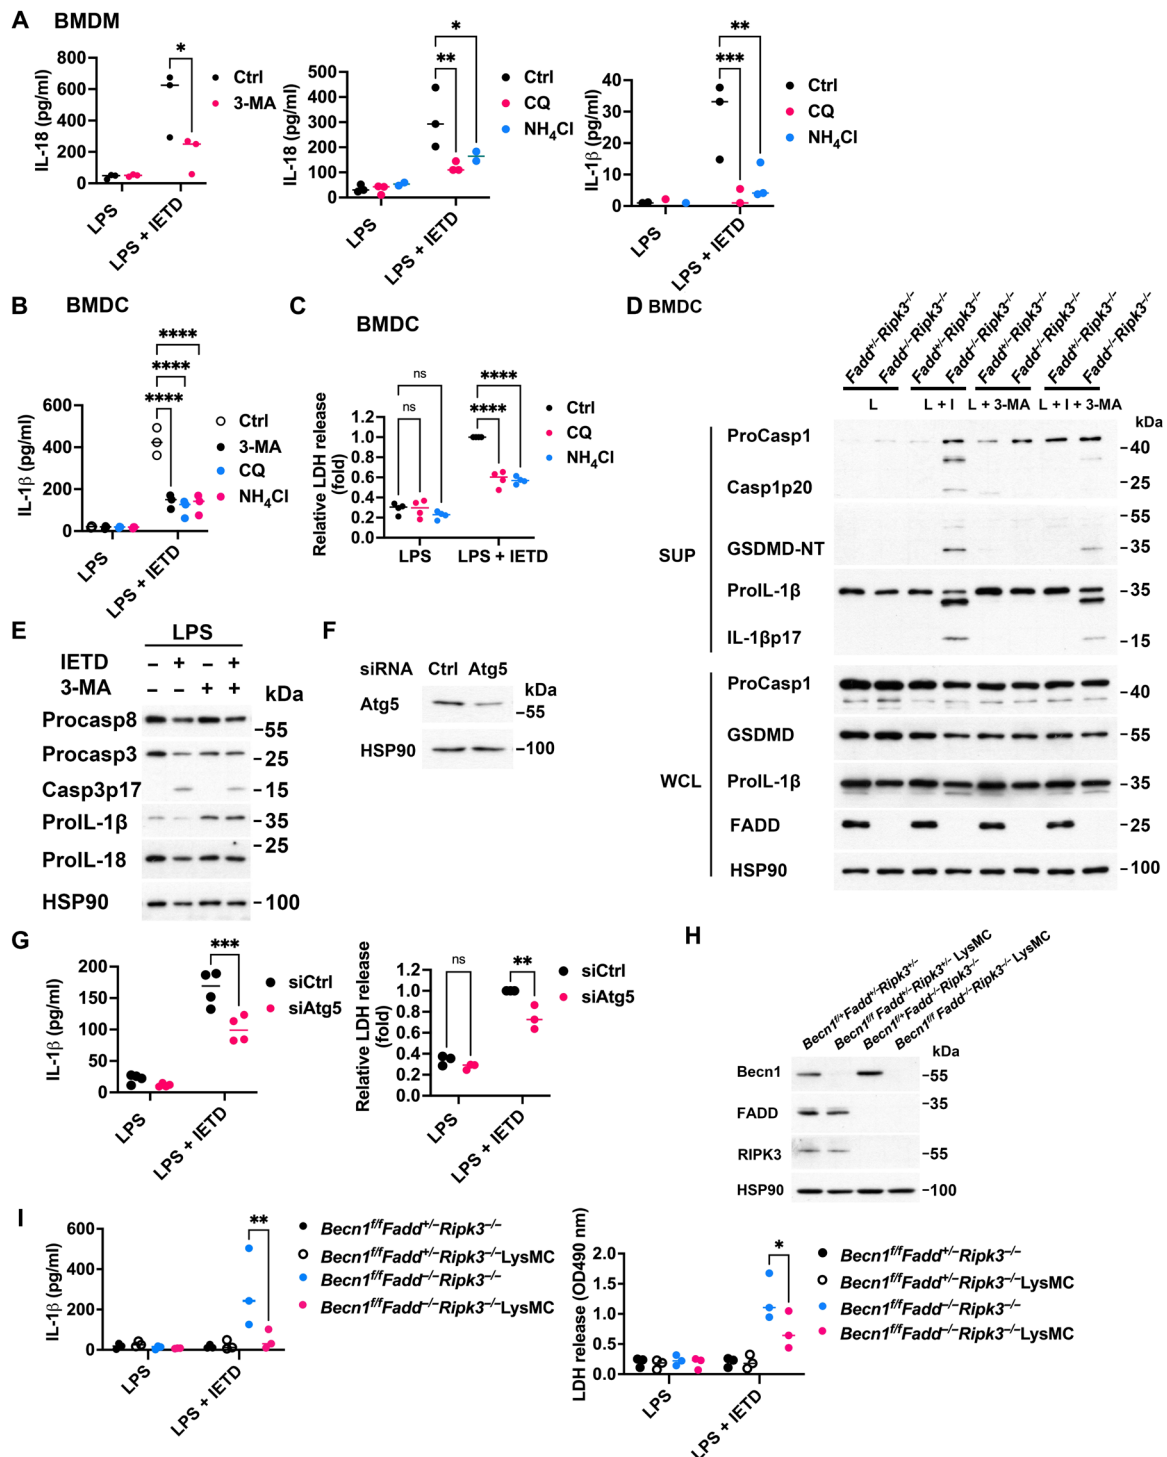 A BMDM
IL-18 (pg/ml)
800
600
400
200
0
*
Ctrl
3-MA
LPS
LPS + IETD
IL-18 (pg/ml)
500
400
300
200
100
0
*
**
Ctrl
CQ
NH4Cl
LPS
LPS + IETD
IL-1β (pg/ml)
40
30
20
10
0
**
***
Ctrl
CQ
NH4Cl
LPS
LPS + IETD
B BMDC
IL-1β (pg/ml)
600
400
200
0
****
****
****
Ctrl
3-MA
CQ
NH4Cl
LPS
LPS + IETD
C BMDC
Relative LDH release
(fold)
1.2
1.0
0.8
0.6
0.4
0.2
0.0
ns
ns
****
****
Ctrl
CQ
NH4Cl
LPS
LPS + IETD
D BMDC
Fadd+/–Ripk3–/–
Fadd–/–Ripk3–/–
Fadd+/–Ripk3–/–
Fadd–/–Ripk3–/–
Fadd+/–Ripk3–/–
Fadd–/–Ripk3–/–
Fadd+/–Ripk3–/–
Fadd–/–Ripk3–/–
L L + I L + 3-MA L + I + 3-MA
kDa
SUP
ProCasp1 –40
Casp1p20 –25
–55
GSDMD-NT –35
ProIL-1β –35
IL-1βp17 –15
WCL
ProCasp1 –40
GSDMD –55
ProIL-1β –35
FADD –25
HSP90 –100
E LPS
IETD – + – +
3-MA – – + +
kDa
Procasp8 –55
Procasp3 –25
Casp3p17 –15
ProIL-1β –35
–25
ProIL-18
HSP90 –100
F
siRNA Ctrl Atg5
kDa
Atg5 –55
HSP90 –100
G
IL-1β (pg/ml)
200
150
100
50
0
***
siCtrl
siAtg5
LPS
LPS + IETD
Relative LDH release
(fold)
1.2
1.0
0.8
0.6
0.4
0.2
0.0
ns
**
siCtrl
siAtg5
LPS
LPS + IETD
H
Becn1f/+Fadd+/–Ripk3+/–
Becn1f/f Fadd+/–Ripk3+/– LysMC
Becn1f/+Fadd–/–Ripk3–/–
Becn1f/f Fadd–/–Ripk3–/– LysMC
kDa
Becn1 –55
–35
FADD
RIPK3 –55
HSP90 –100
I
IL-1β (pg/ml)
600
400
200
0
**
Becn1f/fFadd+/–Ripk3–/–
Becn1f/fFadd+/–Ripk3–/–LysMC
Becn1f/fFadd–/–Ripk3–/–
Becn1f/fFadd–/–Ripk3–/–LysMC
LPS
LPS + IETD
LDH release (OD490 nm)
2.0
1.5
1.0
0.5
0.0
*
Becn1f/fFadd+/–Ripk3–/–
Becn1f/fFadd+/–Ripk3–/–LysMC
Becn1f/fFadd–/–Ripk3–/–
Becn1f/fFadd–/–Ripk3–/–LysMC
LPS
LPS + IETD